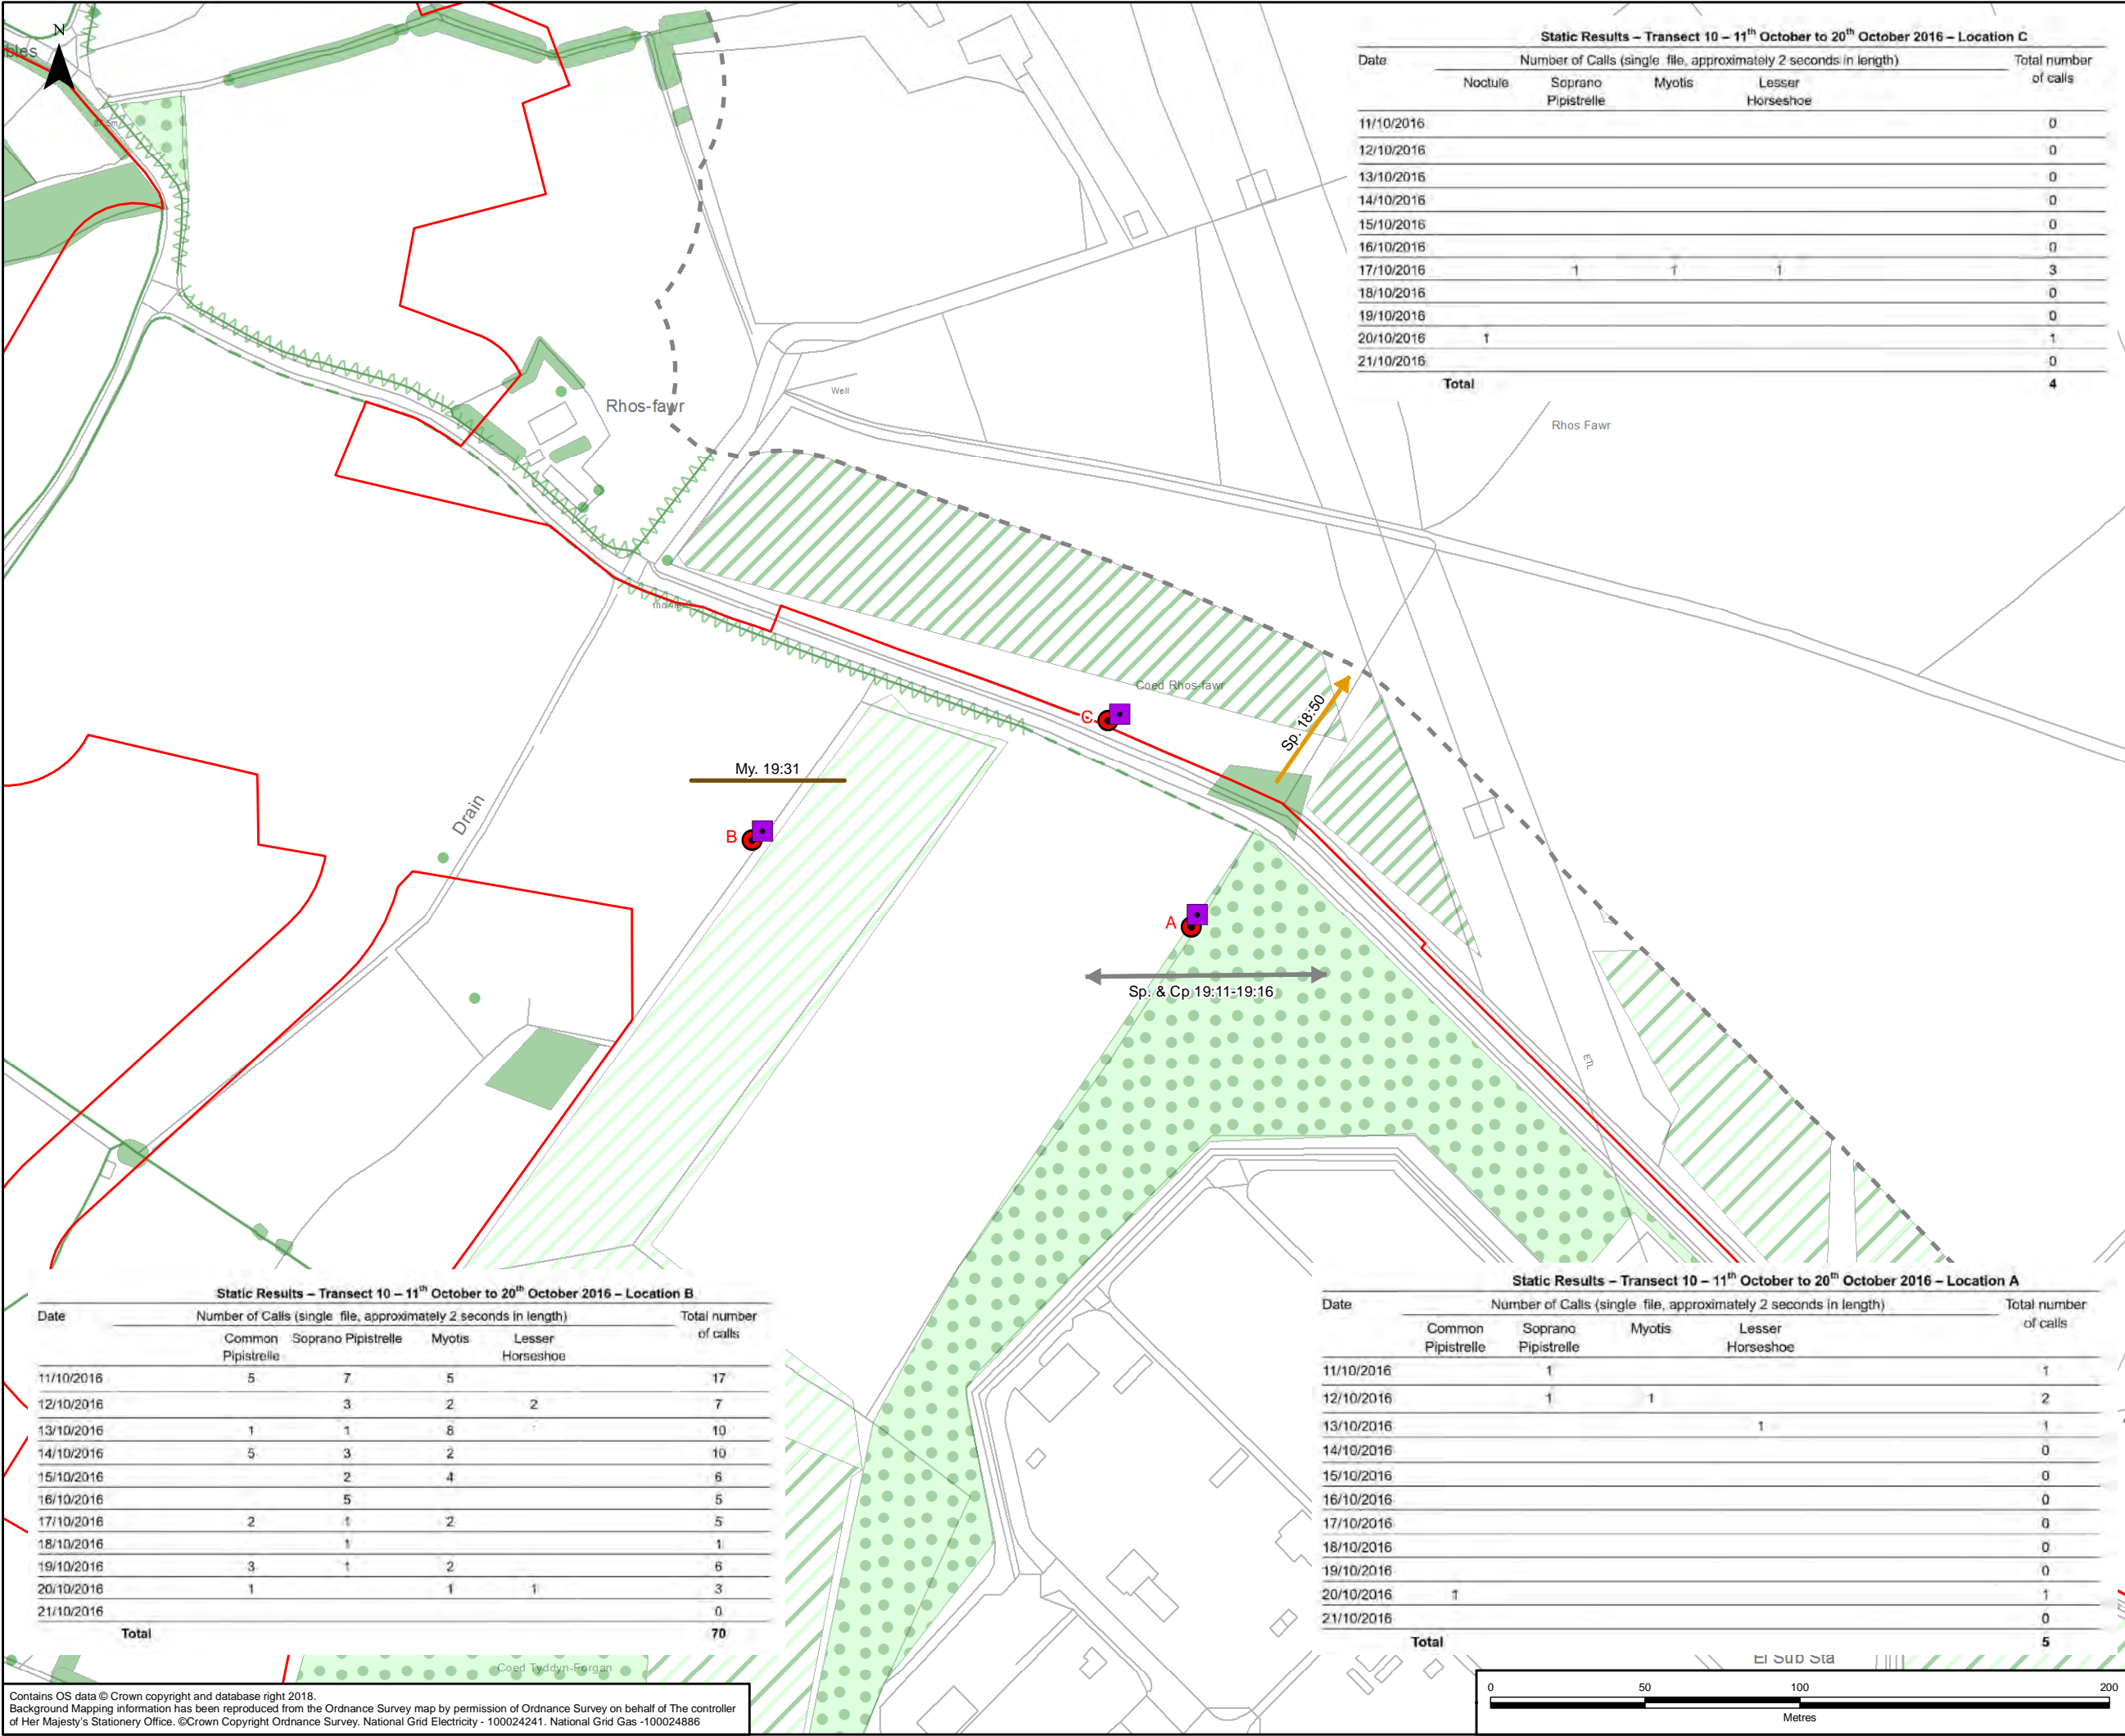 N
Static Results – Transect 10 – 11th October to 20th October 2016 – Location C
Date Number of Calls (single file, approximately 2 seconds in length) Total number of calls
Noctule Soprano Pipistrelle Myotis Lesser Horseshoe
11/10/2016 0
12/10/2016 0
13/10/2016 0
14/10/2016 0
15/10/2016 0
16/10/2016 0
17/10/2016 1 1 1 3
18/10/2016 0
19/10/2016 0
20/10/2016 1 1
21/10/2016 0
Total 4
Rhos-fawr
Well
Rhos Fawr
Coed Rhos-fawr
C
Sp. 18:50
My. 19:31
B
Drain
A
Sp. & Cp 19:11-19:16
ETL
Static Results – Transect 10 – 11th October to 20th October 2016 – Location B
Date Number of Calls (single file, approximately 2 seconds in length) Total number of calls
Common Pipistrelle Soprano Pipistrelle Myotis Lesser Horseshoe
11/10/2016 5 7 5 17
12/10/2016 3 2 2 7
13/10/2016 1 1 8 10
14/10/2016 5 3 2 10
15/10/2016 2 4 6
16/10/2016 5 5
17/10/2016 2 1 2 5
18/10/2016 1 1
19/10/2016 3 1 2 6
20/10/2016 1 1 1 3
21/10/2016 0
Total 70
Static Results – Transect 10 – 11th October to 20th October 2016 – Location A
Date Number of Calls (single file, approximately 2 seconds in length) Total number of calls
Common Pipistrelle Soprano Pipistrelle Myotis Lesser Horseshoe
11/10/2016 1 1
12/10/2016 1 1 2
13/10/2016 1 1
14/10/2016 0
15/10/2016 0
16/10/2016 0
17/10/2016 0
18/10/2016 0
19/10/2016 0
20/10/2016 1 1
21/10/2016 0
Total 5
Coed Tyddyn-Forgan
El Sub Sta
Contains OS data © Crown copyright and database right 2018.
Background Mapping information has been reproduced from the Ordnance Survey map by permission of Ordnance Survey on behalf of The controller
of Her Majesty's Stationery Office. ©Crown Copyright Ordnance Survey. National Grid Electricity - 100024241. National Grid Gas -100024886
0 50 100 200
Metres